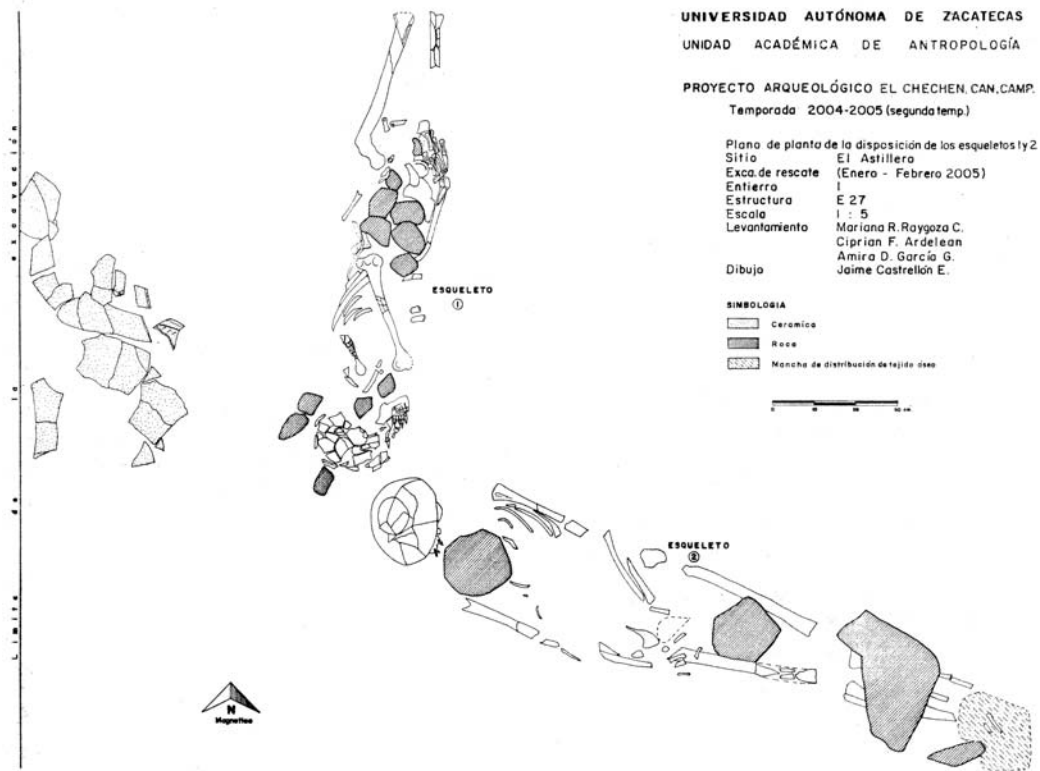 UNIVERSIDAD AUTÓNOMA DE ZACATECAS
UNIDAD ACADÉMICA DE ANTROPOLOGÍA
PROYECTO ARQUEOLÓGICO EL CHECHEN, CAN, CAMP.
Temporada 2004-2005 (segunda temp.)
Plano de planta de la disposición de los esqueletos 1 y 2
Sitio El Astillero
Exca. de rescate (Enero - Febrero 2005)
Entierro I
Estructura E 27
Escala 1 : 5
Levantamiento Mariana R. Raygoza C.
Ciprian F. Ardelean
Amira D. García G.
Dibujo Jaime Castrellón E.
SIMBOLOGIA
Ceramica
Roca
Mancha de distribución de tejido óseo
0
cm.
ESQUELETO
1
ESQUELETO
2
Límite de la excavación
N
Magnetico